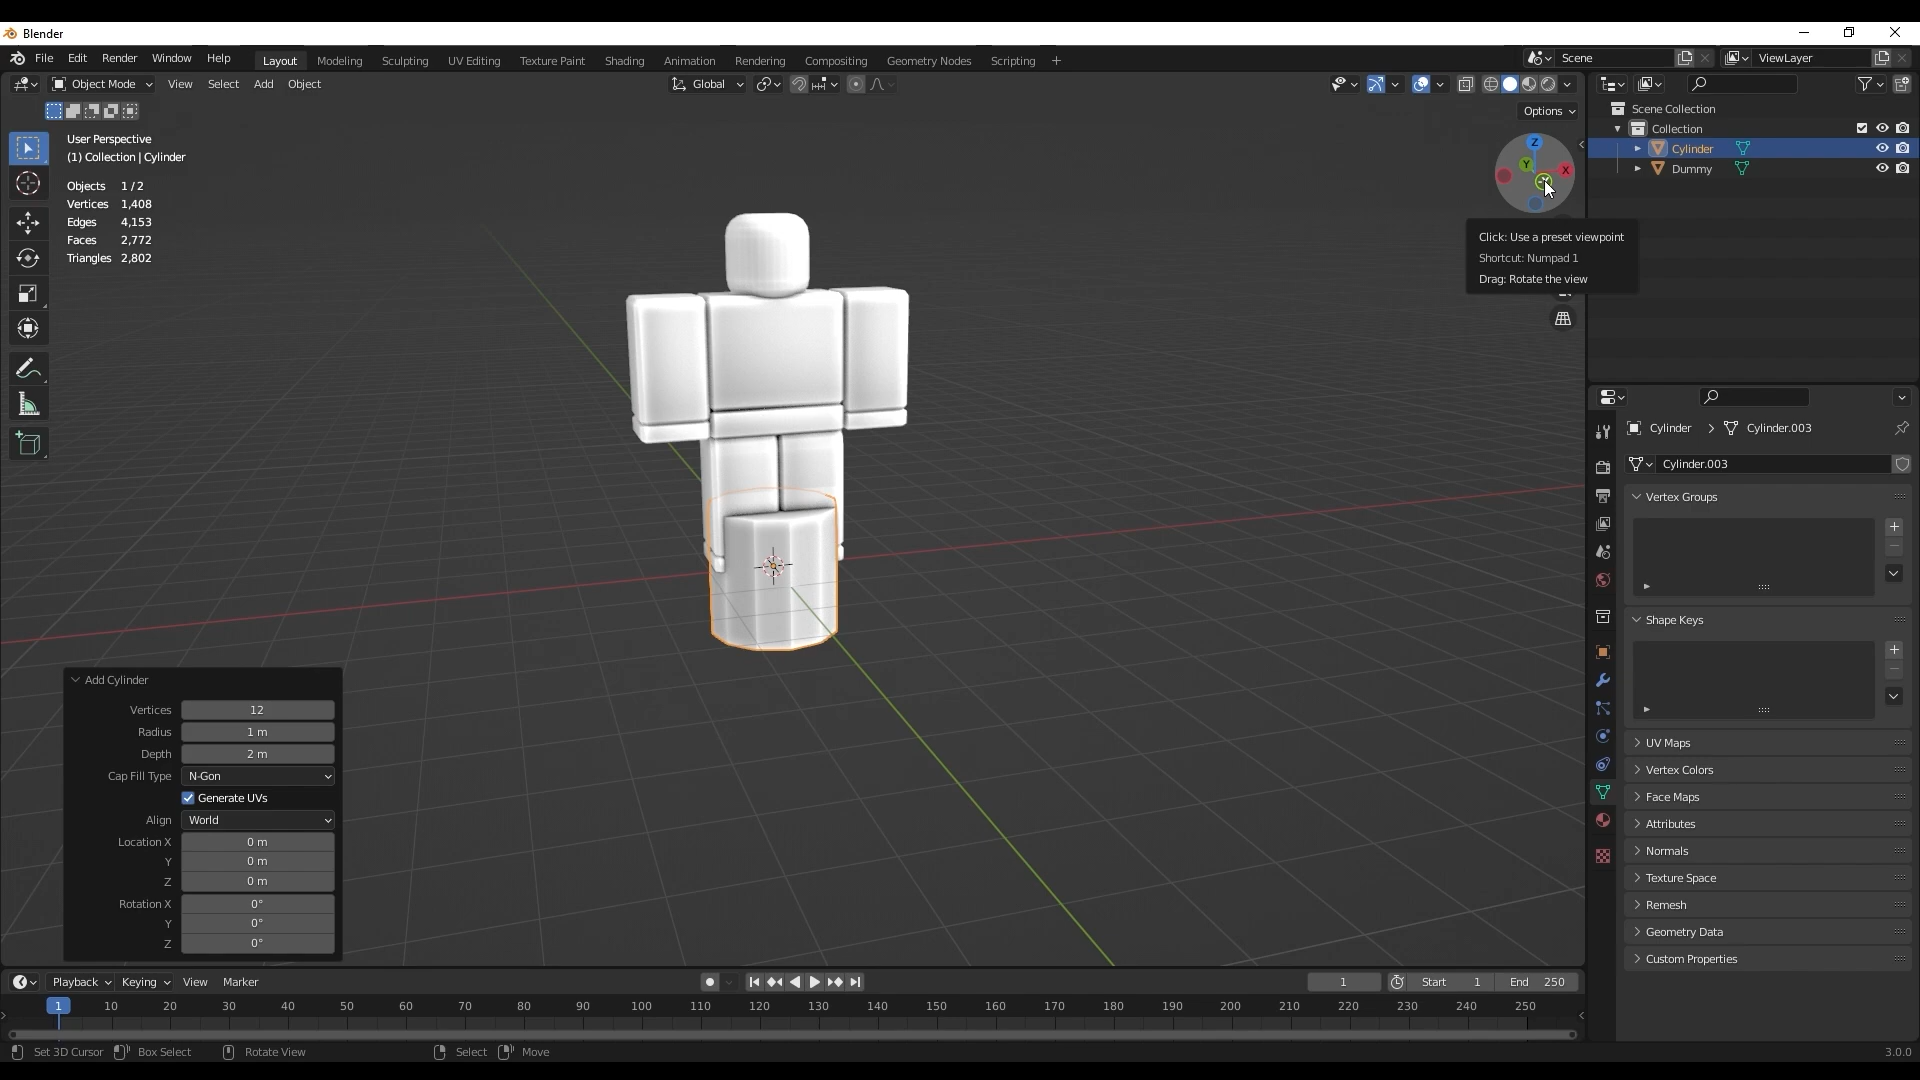 Blender
File Edit Render Window Help
Layout Modeling Sculpting UV Editing Texture Paint Shading Animation Rendering Compositing Geometry Nodes Scripting +
Scene
ViewLayer
Object Mode
View Select Add Object
Global
Options
User Perspective
(1) Collection | Cylinder
Objects 1 / 2
Vertices 1,408
Edges 4,153
Faces 2,772
Triangles 2,802
Z
Y
X
Click: Use a preset viewpoint
Shortcut: Numpad 1
Drag: Rotate the view
Scene Collection
Collection
Cylinder
Dummy
Cylinder > Cylinder.003
Cylinder.003
Vertex Groups
Shape Keys
UV Maps
Vertex Colors
Face Maps
Attributes
Normals
Texture Space
Remesh
Geometry Data
Custom Properties
Add Cylinder
Vertices 12
Radius 1 m
Depth 2 m
Cap Fill Type N-Gon
Generate UVs
Align World
Location X 0 m
Y 0 m
Z 0 m
Rotation X 0°
Y 0°
Z 0°
Playback Keying View Marker
1 Start 1 End 250
1 10 20 30 40 50 60 70 80 90 100 110 120 130 140 150 160 170 180 190 200 210 220 230 240 250
Set 3D Cursor Box Select Rotate View Select Move
3.0.0